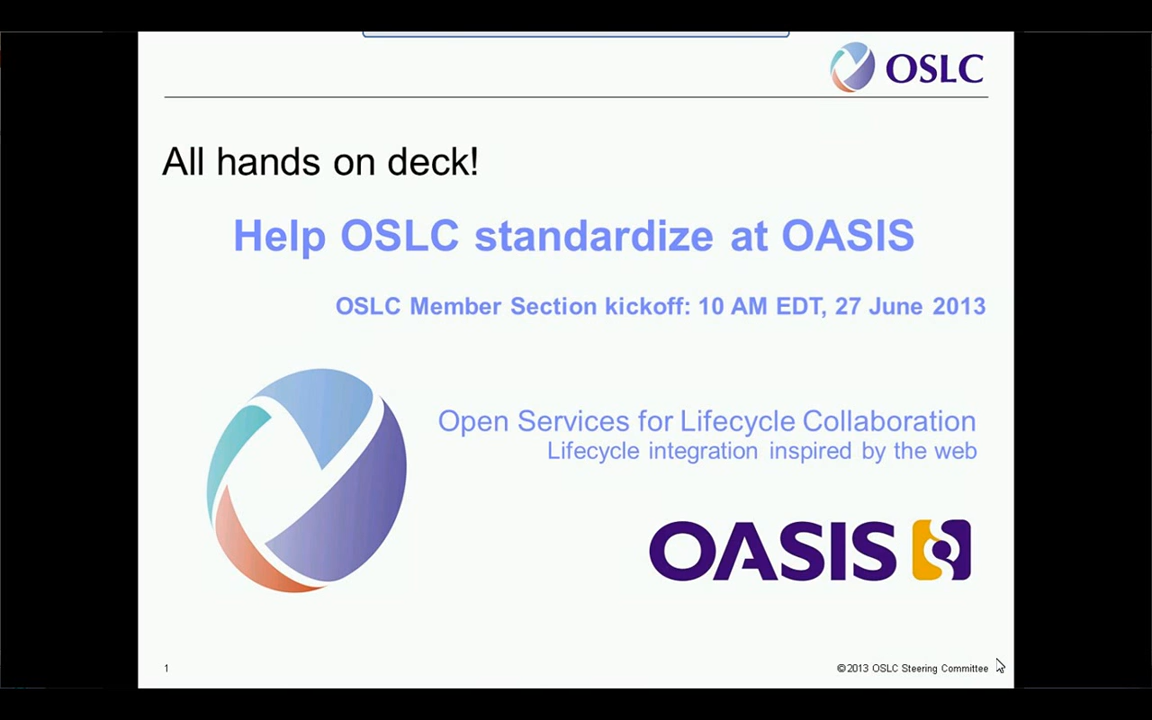 OSLC
All hands on deck!
Help OSLC standardize at OASIS
OSLC Member Section kickoff: 10 AM EDT, 27 June 2013
Open Services for Lifecycle Collaboration
Lifecycle integration inspired by the web
OASIS
1
©2013 OSLC Steering Committee